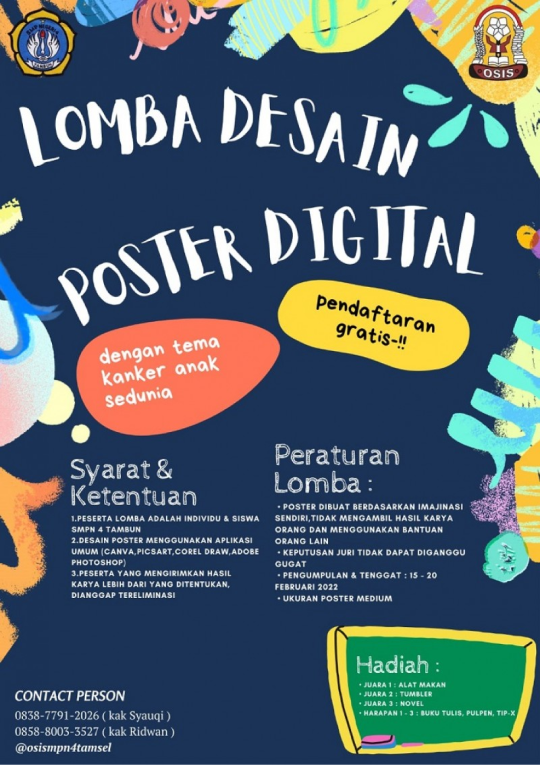 OSIS
LOMBA DESAIN
POSTER DIGITAL
pendaftaran
gratis-!!
dengan tema
kanker anak
sedunia
Syarat &
Ketentuan
1.PESERTA LOMBA ADALAH INDIVIDU & SISWA
SMPN 4 TAMBUN
2.DESAIN POSTER MENGGUNAKAN APLIKASI
UMUM (CANVA,PICSART,COREL DRAW,ADOBE
PHOTOSHOP)
3.PESERTA YANG MENGIRIMKAN HASIL
KARYA LEBIH DARI YANG DITENTUKAN,
DIANGGAP TERELIMINASI
Peraturan
Lomba :
• POSTER DIBUAT BERDASARKAN IMAJINASI
SENDIRI,TIDAK MENGAMBIL HASIL KARYA
ORANG DAN MENGGUNAKAN BANTUAN
ORANG LAIN
• KEPUTUSAN JURI TIDAK DAPAT DIGANGGU
GUGAT
• PENGUMPULAN & TENGGAT : 15 - 20
FEBRUARI 2022
• UKURAN POSTER MEDIUM
Hadiah :
• JUARA 1 : ALAT MAKAN
• JUARA 2 : TUMBLER
• JUARA 3 : NOVEL
• HARAPAN 1 - 3 : BUKU TULIS, PULPEN, TIP-X
CONTACT PERSON
0838-7791-2026 ( kak Syauqi )
0858-8003-3527 ( kak Ridwan )
@osismpn4tamsel